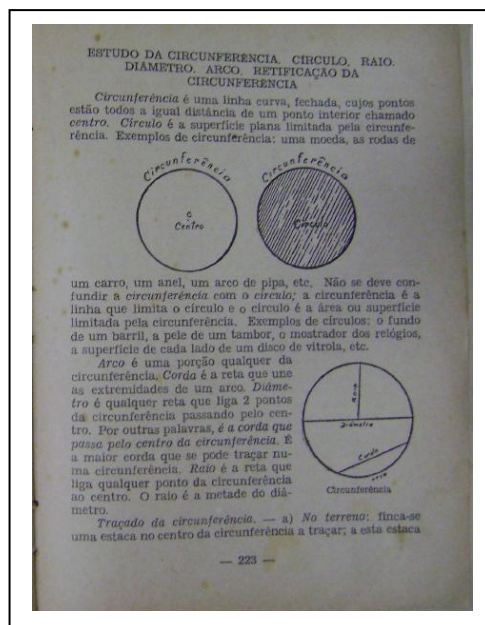 ESTUDO DA CIRCUNFERÊNCIA. CÍRCULO, RAIO.
DIÂMETRO. ARCO, RETIFICAÇÃO DA
CIRCUNFERÊNCIA
Circunferência é uma linha curva, fechada, cujos pontos
estão todos a igual distância de um ponto interior chamado
centro. Círculo é a superfície plana limitada pela circunfe-
rência. Exemplos de circunferência: uma moeda, as rodas de
Circunferência
Circunferência
C
Centro
Círculo
um carro, um anel, um arco de pipa, etc. Não se deve con-
fundir a circunferência com o círculo; a circunferência é a
linha que limita o círculo e o círculo é a área ou superfície
limitada pela circunferência. Exemplos de círculos: o fundo
de um barril, a pele de um tambor, o mostrador dos relógios,
a superfície de cada lado de um disco de vitrola, etc.
Arco é uma porção qualquer da
circunferência. Corda é a reta que une
as extremidades de um arco. Diâme-
tro é qualquer reta que liga 2 pontos
da circunferência passando pelo cen-
tro. Por outras palavras, é a corda que
passa pelo centro da circunferência. É
a maior corda que se pode traçar nu-
ma circunferência. Raio é a reta que
liga qualquer ponto da circunferência
ao centro. O raio é a metade do diâ-
metro.
Raio
Diâmetro
Corda
arco
Circunferência
Traçado da circunferência. — a) No terreno: finca-se
uma estaca no centro da circunferência a traçar; a esta estaca
— 223 —